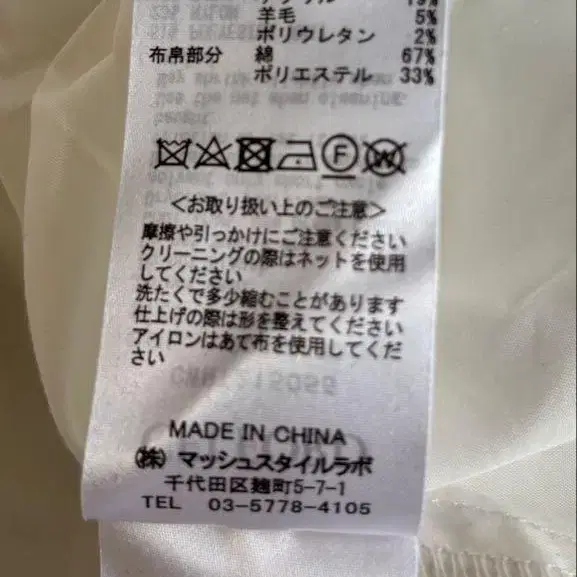 羊毛 5%
ポリウレタン 2%
布帛部分 綿 67%
ポリエステル 33%
F W
<お取り扱い上のご注意>
摩擦や引っかけにご注意ください
クリーニングの際はネットを使用
してください
洗たくで多少縮むことがあります
仕上げの際は形を整えてください
アイロンはあて布を使用してくだ
さい
MADE IN CHINA
(株) マッシュスタイルラボ
千代田区麹町5-7-1
TEL 03-5778-4105